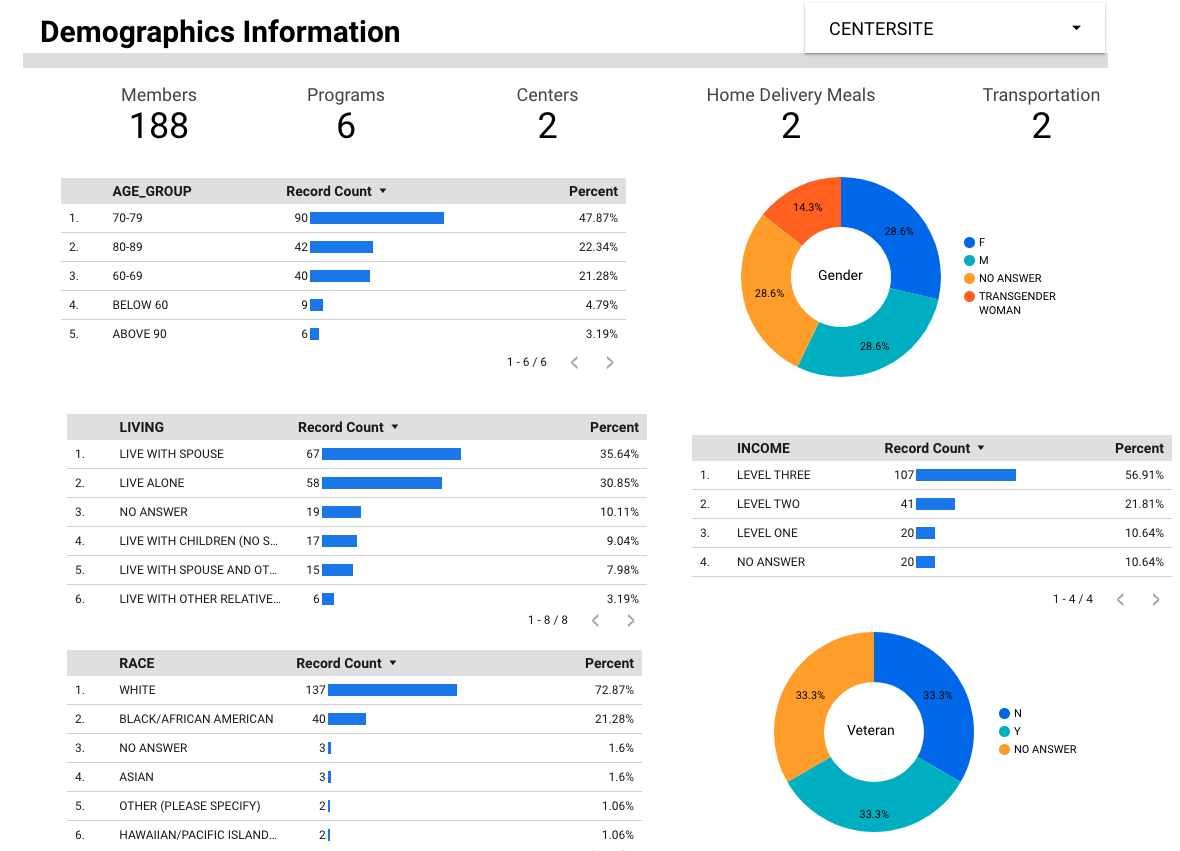 Demographics Information
CENTERSITE
Members Programs Centers Home Delivery Meals Transportation
188 6 2 2 2
AGE_GROUP Record Count Percent
1. 70-79 90 47.87%
2. 80-89 42 22.34%
3. 60-69 40 21.28%
4. BELOW 60 9 4.79%
5. ABOVE 90 6 3.19%
1 - 6 / 6
Gender
28.6%
28.6%
28.6%
14.3%
F
M
NO ANSWER
TRANSGENDER
WOMAN
LIVING Record Count Percent
1. LIVE WITH SPOUSE 67 35.64%
2. LIVE ALONE 58 30.85%
3. NO ANSWER 19 10.11%
4. LIVE WITH CHILDREN (NO S... 17 9.04%
5. LIVE WITH SPOUSE AND OT... 15 7.98%
6. LIVE WITH OTHER RELATIVE... 6 3.19%
1 - 8 / 8
INCOME Record Count Percent
1. LEVEL THREE 107 56.91%
2. LEVEL TWO 41 21.81%
3. LEVEL ONE 20 10.64%
4. NO ANSWER 20 10.64%
1 - 4 / 4
RACE Record Count Percent
1. WHITE 137 72.87%
2. BLACK/AFRICAN AMERICAN 40 21.28%
3. NO ANSWER 3 1.6%
4. ASIAN 3 1.6%
5. OTHER (PLEASE SPECIFY) 2 1.06%
6. HAWAIIAN/PACIFIC ISLAND... 2 1.06%
Veteran
33.3%
33.3%
33.3%
N
Y
NO ANSWER